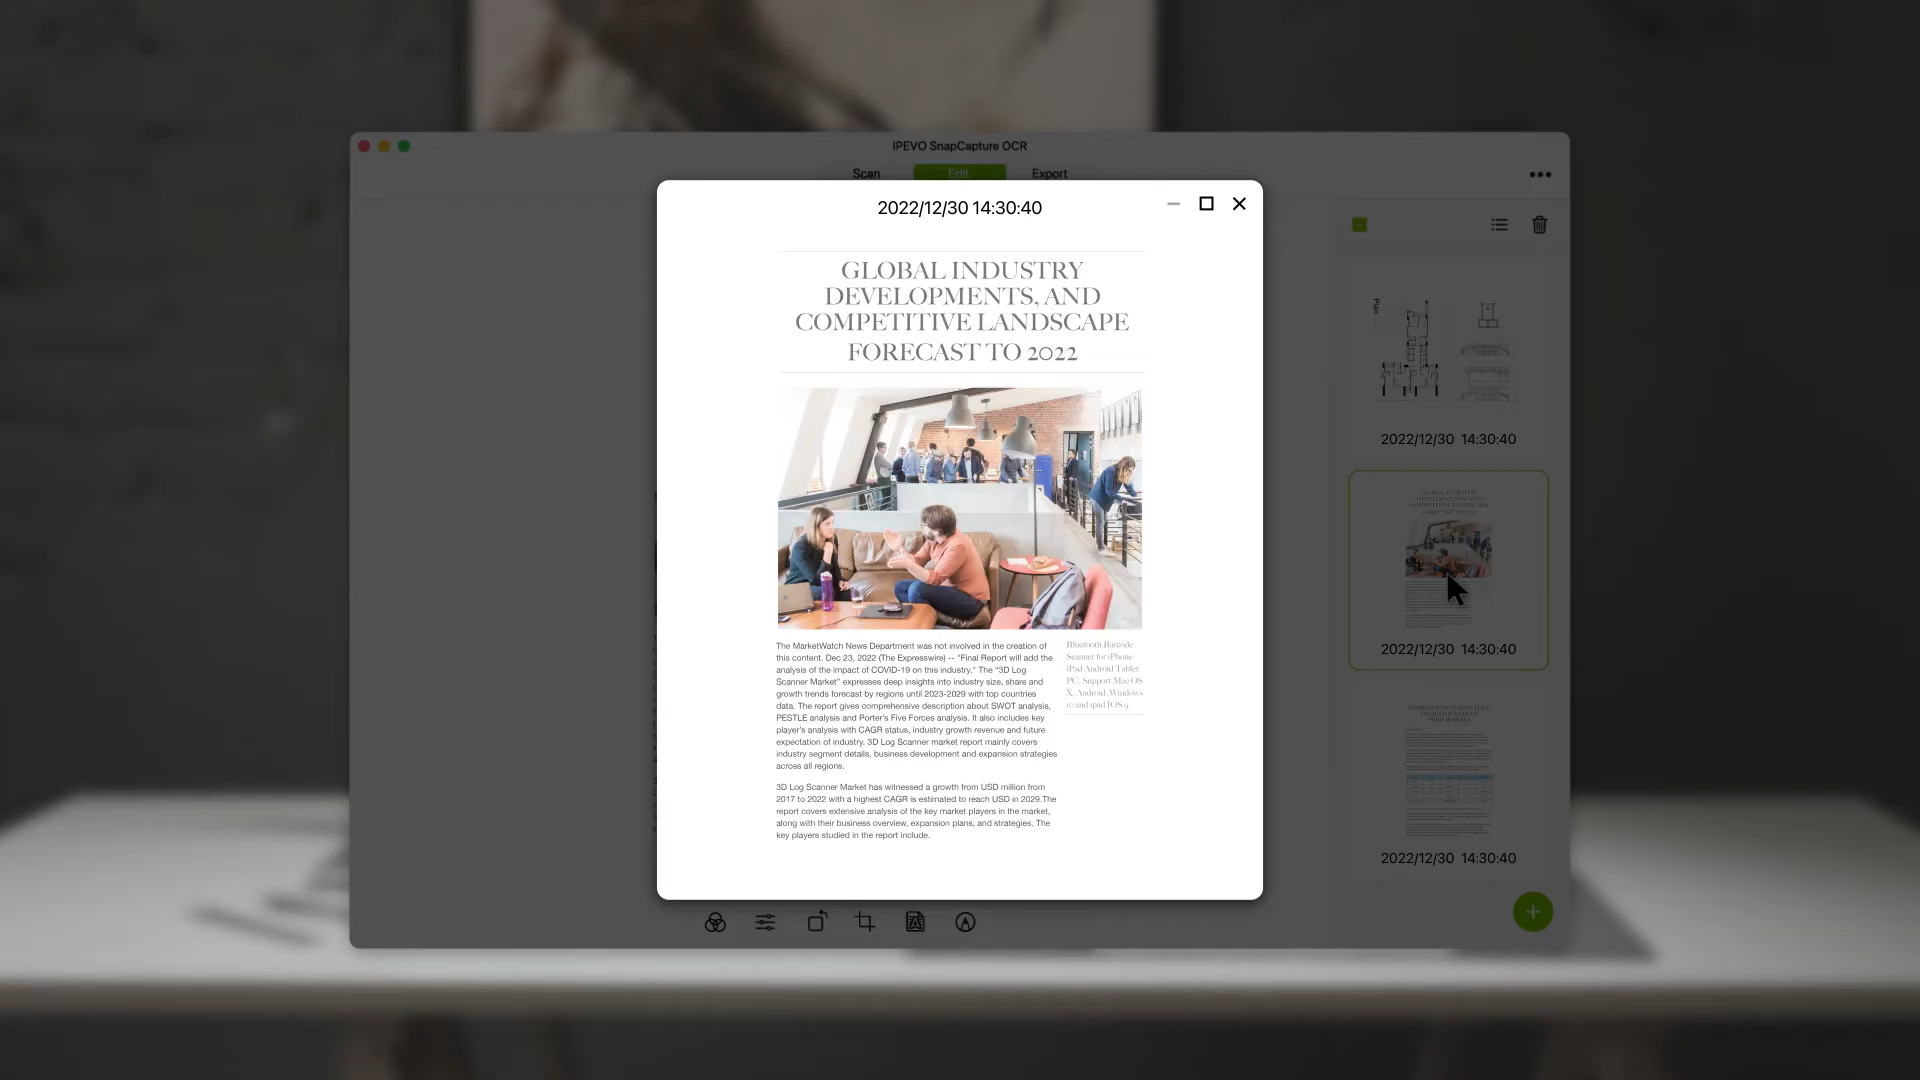 IPEVO SnapCapture OCR
Scan
Edit
Export
2022/12/30 14:30:40
GLOBAL INDUSTRY
DEVELOPMENTS, AND
COMPETITIVE LANDSCAPE
FORECAST TO 2022
The MarketWatch News Department was not involved in the creation of
this content. Dec 23, 2022 (The Expresswire) -- "Final Report will add the
analysis of the impact of COVID-19 on this industry." The "3D Log
Scanner Market" expresses deep insights into industry size, share and
growth trends forecast by regions until 2023-2029 with top countries
data. The report gives comprehensive description about SWOT analysis,
PESTLE analysis and Porter's Five Forces analysis. It also includes key
player's analysis with CAGR status, industry growth revenue and future
expectation of industry. 3D Log Scanner market report mainly covers
industry segment details, business development and expansion strategies
across all regions.
3D Log Scanner Market has witnessed a growth from USD million from
2017 to 2022 with a highest CAGR is estimated to reach USD in 2029.The
report covers extensive analysis of the key market players in the market,
along with their business overview, expansion plans, and strategies. The
key players studied in the report include.
Bluetooth Barcode
Scanner for iPhone
iPad Android Tablet
PC. Support Mac OS
X, Android, Windows
10 and ipad IOS 9
Plan
2022/12/30 14:30:40
GLOBAL INDUSTRY
DEVELOPMENTS, AND
COMPETITIVE LANDSCAPE
FORECAST TO 2022
2022/12/30 14:30:40
2022/12/30 14:30:40